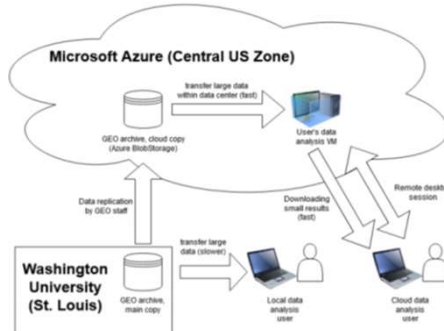 Microsoft Azure (Central US Zone)
transfer large data
within data center (fast)
GEO archive, cloud copy
(Azure BlobStorage)
User's data
analysis VM
Data replication
by GEO staff
Downloading
small results
(fast)
Remote deskt
session
transfer large
data (slower)
Washington
University
(St. Louis)
GEO archive,
main copy
Local data
analysis
user
Cloud data
analysis
user